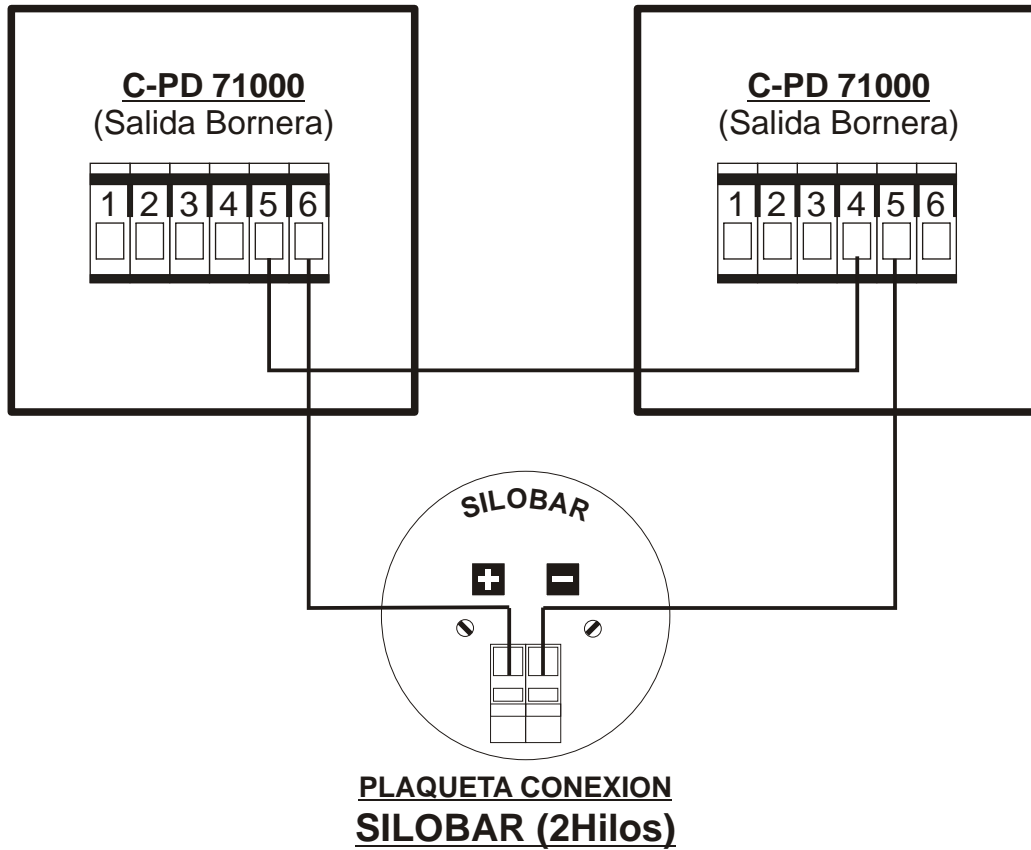 C-PD 71000
(Salida Bornera)
1 2 3 4 5 6
C-PD 71000
(Salida Bornera)
1 2 3 4 5 6
SILOBAR
+ −
PLAQUETA CONEXION
SILOBAR (2Hilos)